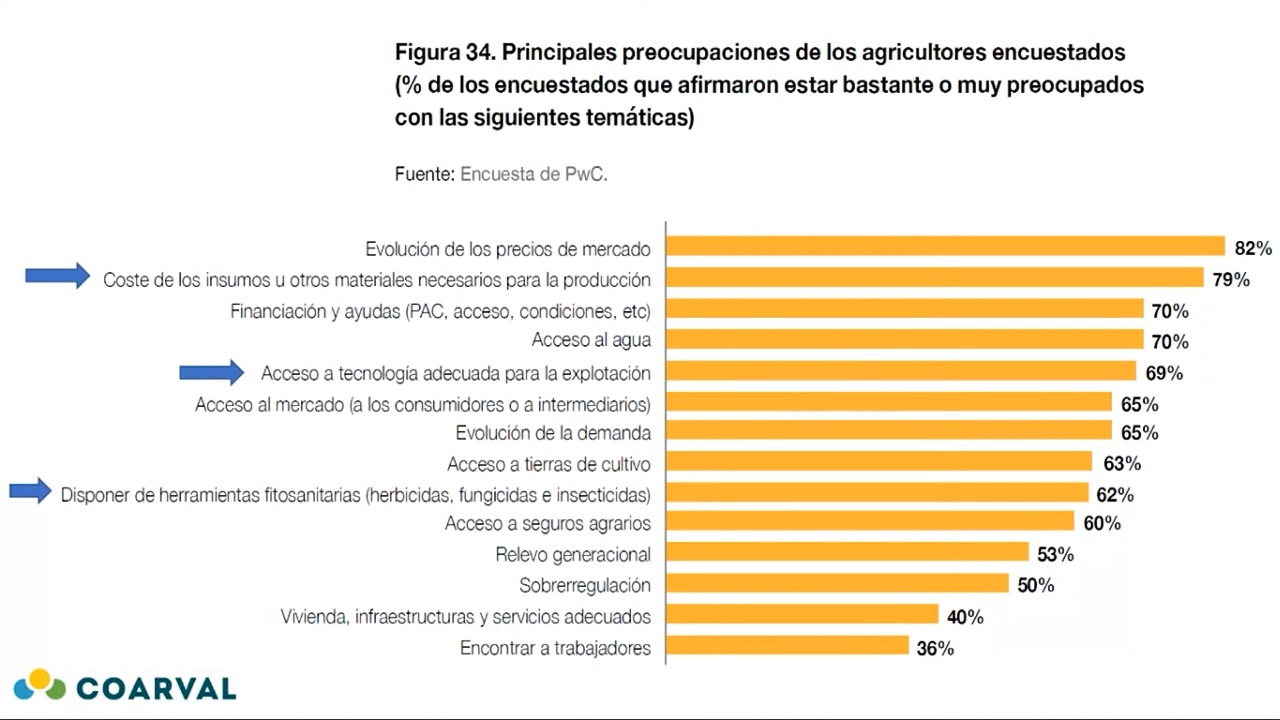 Figura 34. Principales preocupaciones de los agricultores encuestados
(% de los encuestados que afirmaron estar bastante o muy preocupados
con las siguientes temáticas)
Fuente: Encuesta de PwC.
Evolución de los precios de mercado 82%
Coste de los insumos u otros materiales necesarios para la producción 79%
Financiación y ayudas (PAC, acceso, condiciones, etc) 70%
Acceso al agua 70%
Acceso a tecnología adecuada para la explotación 69%
Acceso al mercado (a los consumidores o a intermediarios) 65%
Evolución de la demanda 65%
Acceso a tierras de cultivo 63%
Disponer de herramientas fitosanitarias (herbicidas, fungicidas e insecticidas) 62%
Acceso a seguros agrarios 60%
Relevo generacional 53%
Sobrerregulación 50%
Vivienda, infraestructuras y servicios adecuados 40%
Encontrar a trabajadores 36%
COARVAL